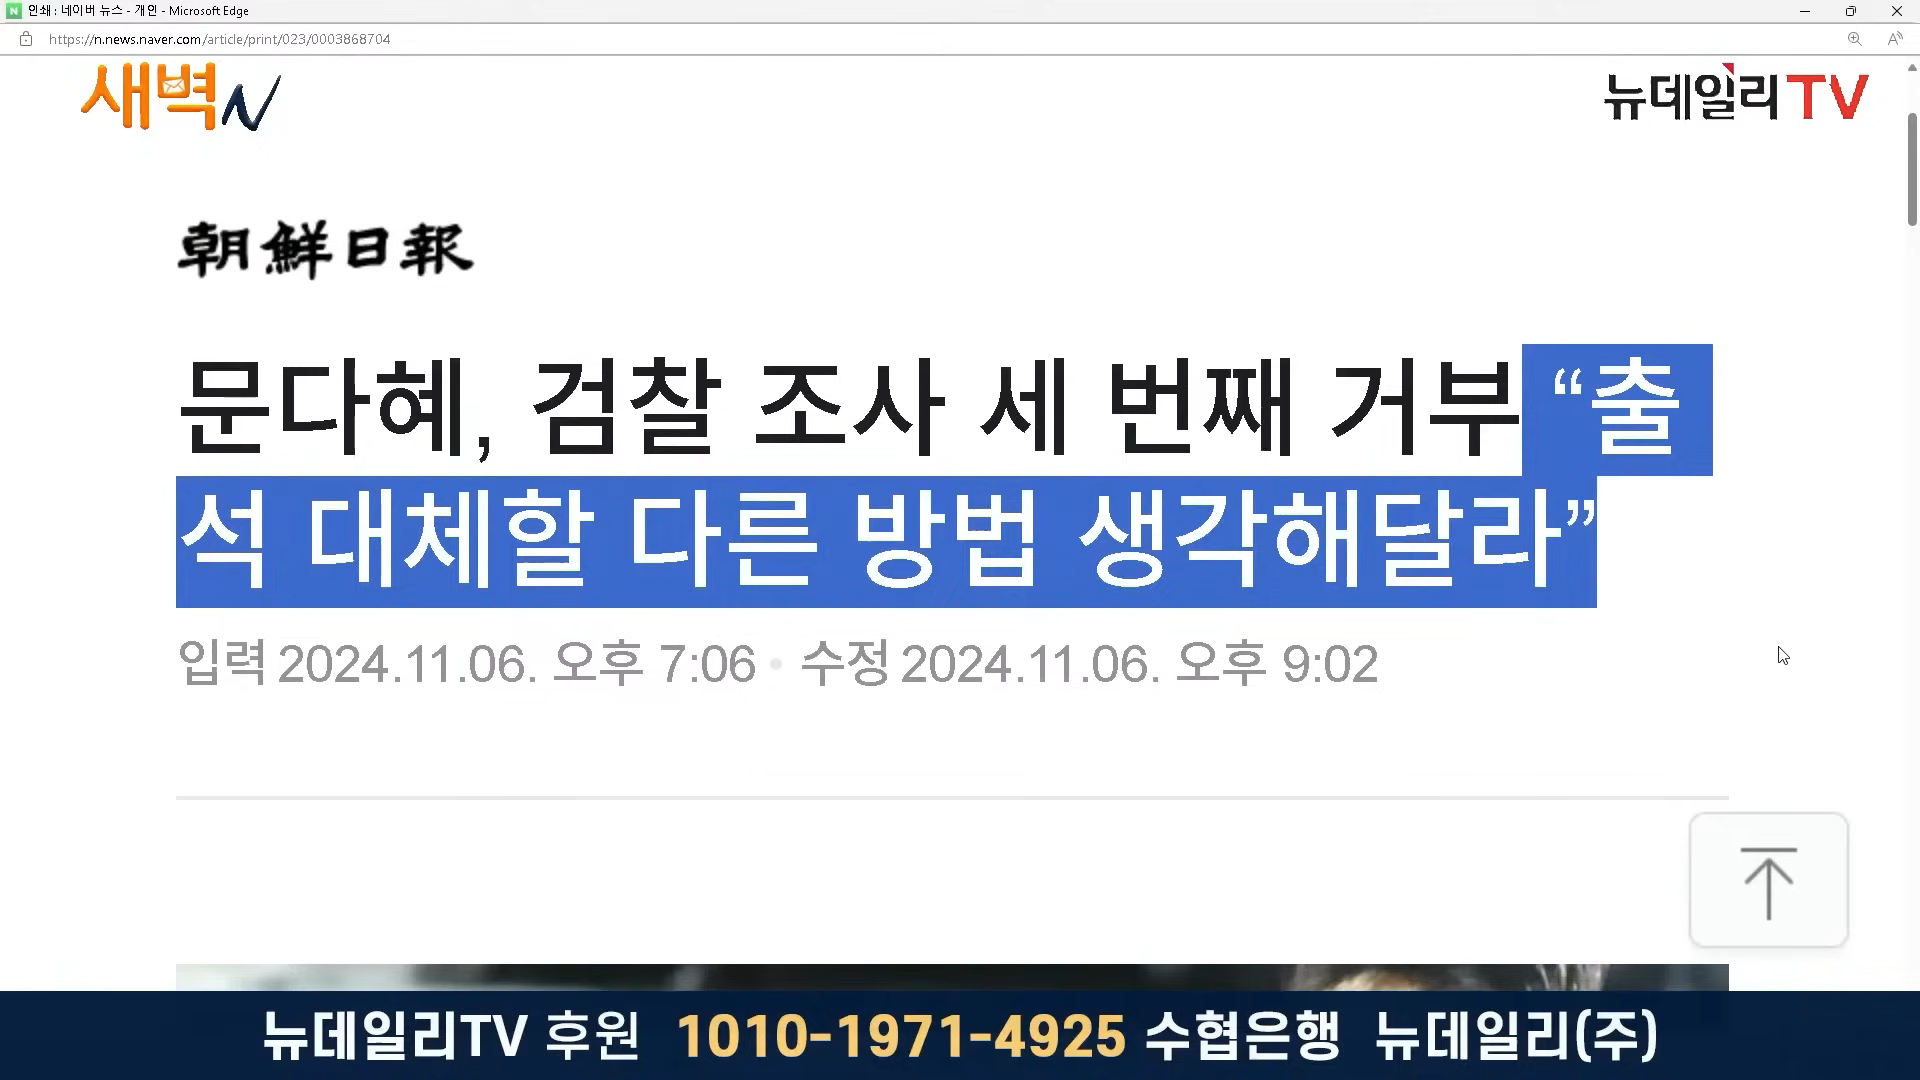 인쇄 : 네이버 뉴스 - 개인 - Microsoft Edge
https://n.news.naver.com/article/print/023/0003868704
새벽N
뉴데일리TV
朝鮮日報
문다혜, 검찰 조사 세 번째 거부 “출
석 대체할 다른 방법 생각해달라”
입력 2024.11.06. 오후 7:06 • 수정 2024.11.06. 오후 9:02
뉴데일리TV 후원 1010-1971-4925 수협은행 뉴데일리(주)